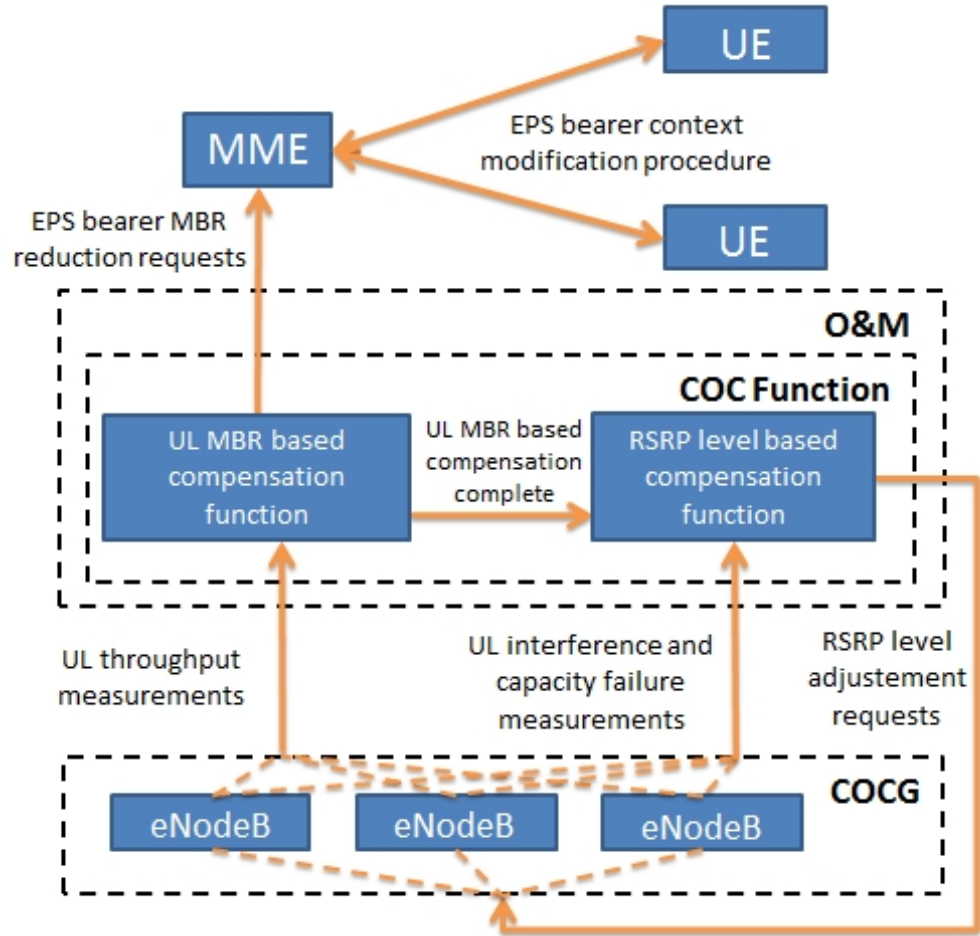 UE
MME
EPS bearer context
modification procedure
UE
EPS bearer MBR
reduction requests
O&M
COC Function
UL MBR based
compensation
function
UL MBR based
compensation
complete
RSRP level based
compensation
function
UL throughput
measurements
UL interference and
capacity failure
measurements
RSRP level
adjustement
requests
COCG
eNodeB
eNodeB
eNodeB